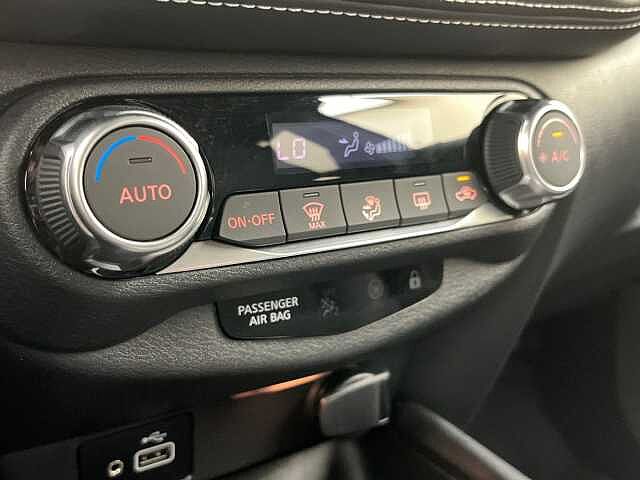 LO
AUTO
ON·OFF
MAX
A/C
PASSENGER
AIR BAG